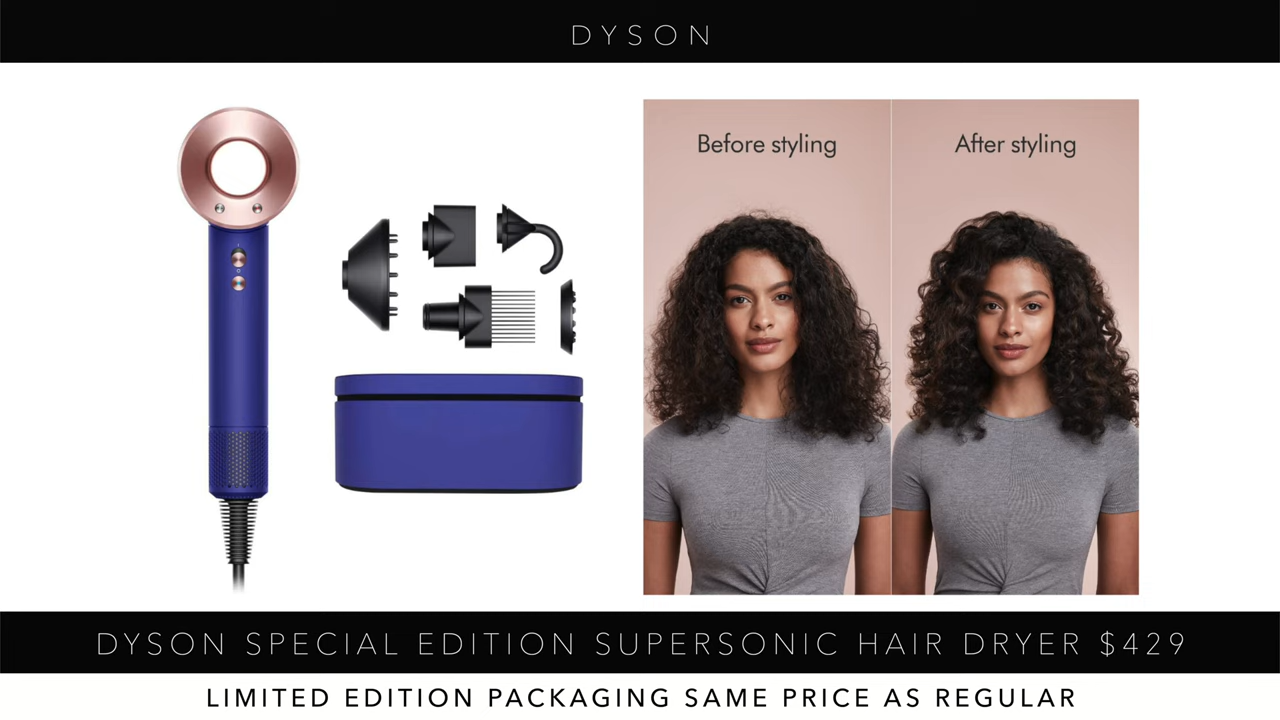 DYSON
Before styling
After styling
DYSON SPECIAL EDITION SUPERSONIC HAIR DRYER $429
LIMITED EDITION PACKAGING SAME PRICE AS REGULAR